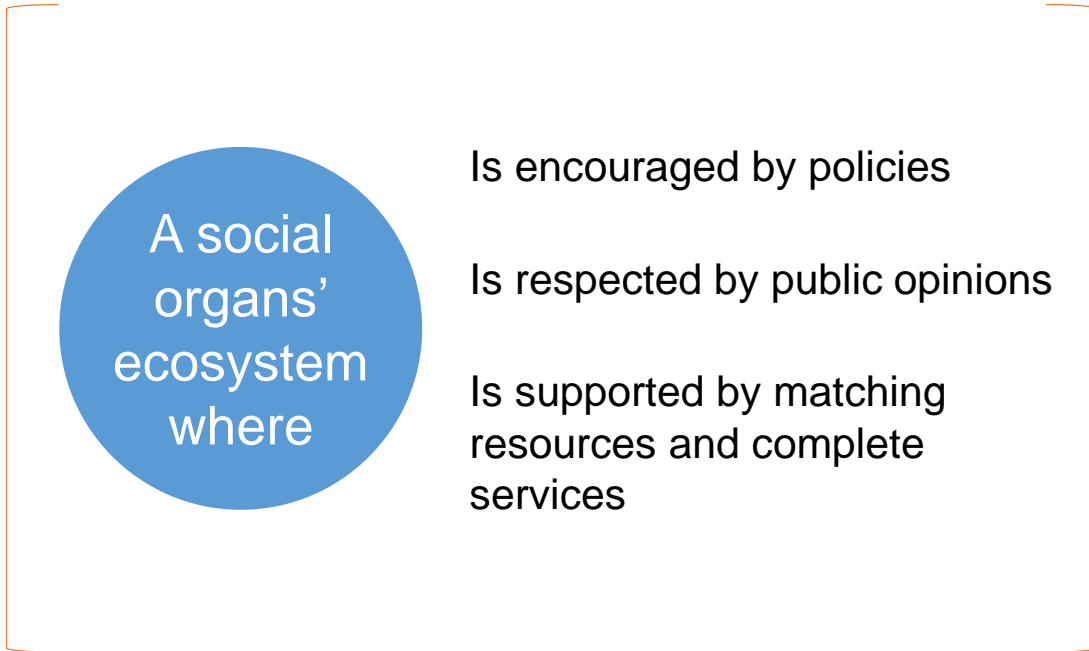 A social
organs’
ecosystem
where
Is encouraged by policies
Is respected by public opinions
Is supported by matching
resources and complete
services